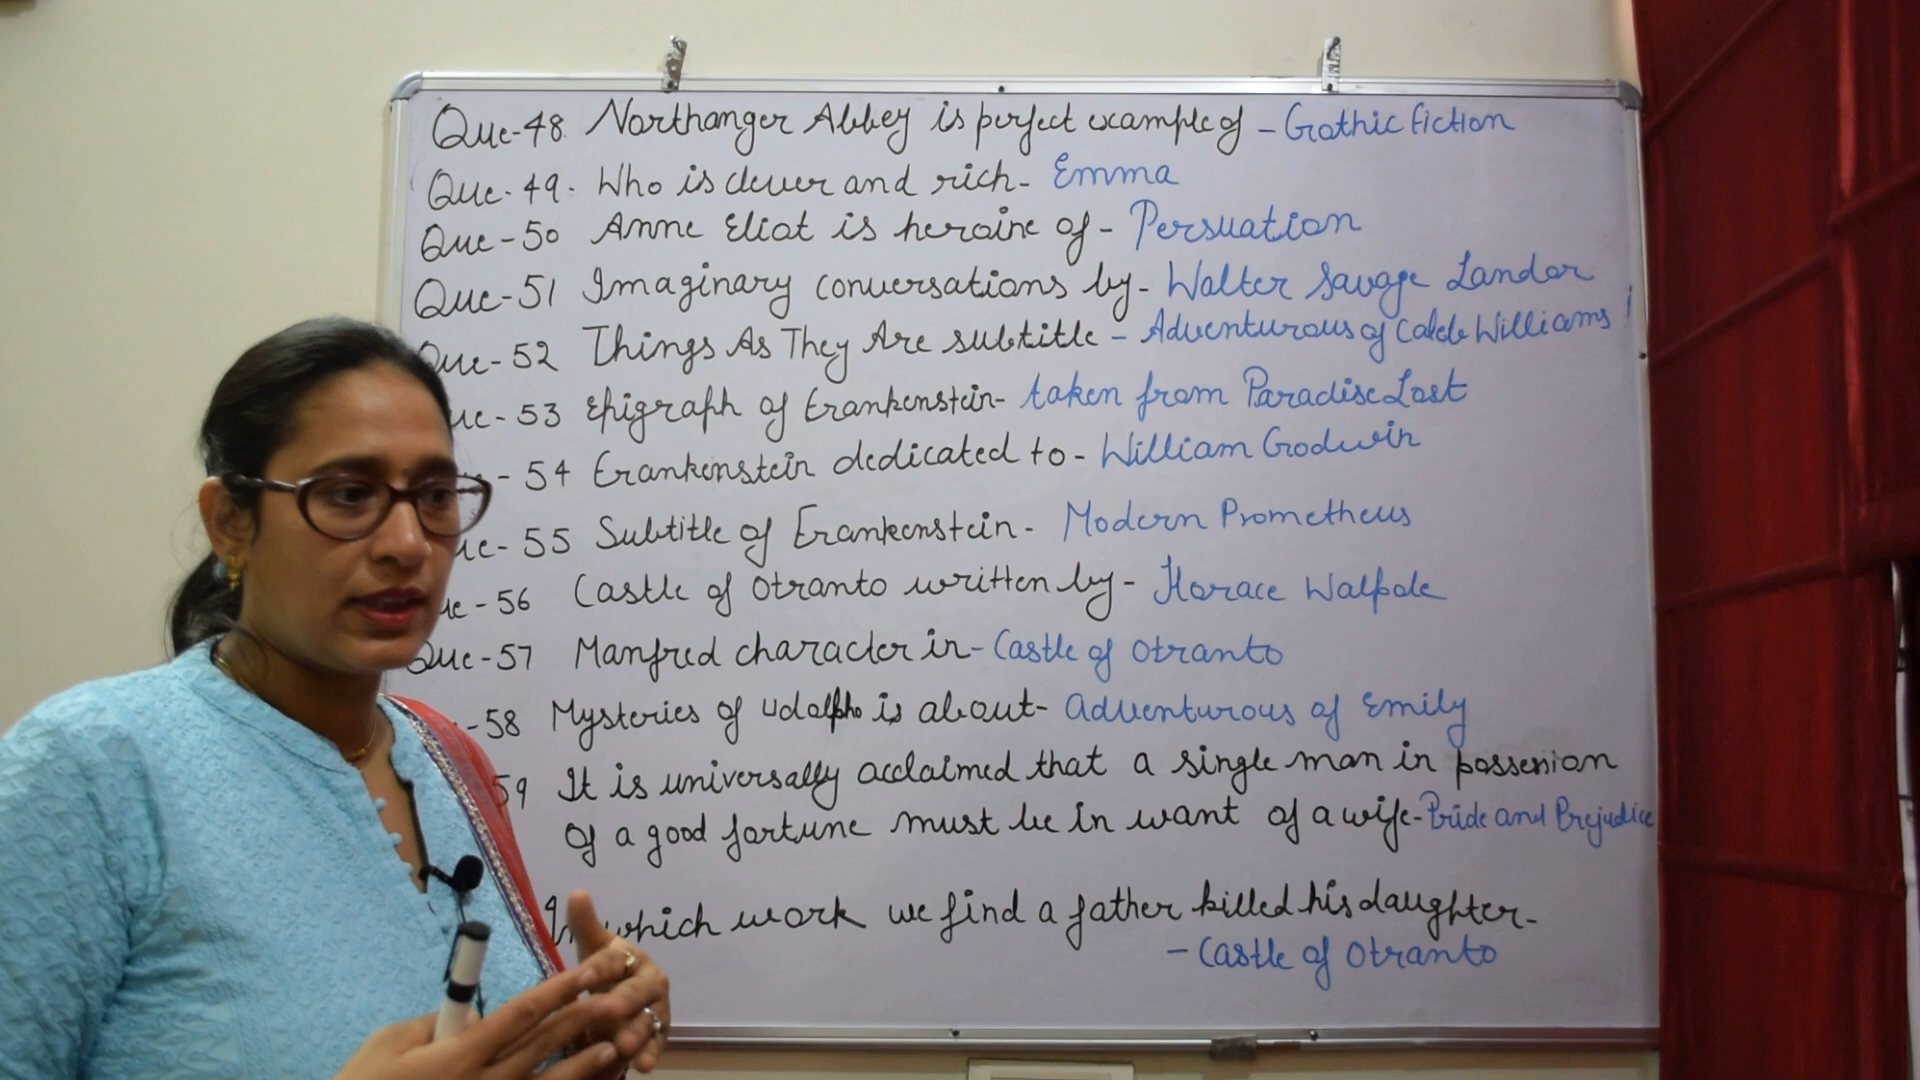 Que-48. Northanger Abbey is perfect example of - Gothic Fiction
Que-49. Who is clever and rich- Emma
Que-50 Anne Eliot is heroine of- Persuation
Que-51 Imaginary conversations by- Walter Savage Landor
Que-52 Things As They Are subtitle - Adventurous of Caleb Williams
ue-53 Epigraph of Frankenstein- taken from Paradise Lost
-54 Frankenstein dedicated to- William Godwin
ue-55 Subtitle of Frankenstein- Modern Prometheus
ue-56 Castle of Otranto written by- Horace Walpole
Que-57 Manfred character in- Castle of Otranto
-58 Mysteries of Udolpho is about- Adventurous of Emily
59 It is universally acclaimed that a single man in possession
of a good fortune must be in want of a wife-Pride and Prejudice
In which work we find a father killed his daughter-
- Castle of Otranto